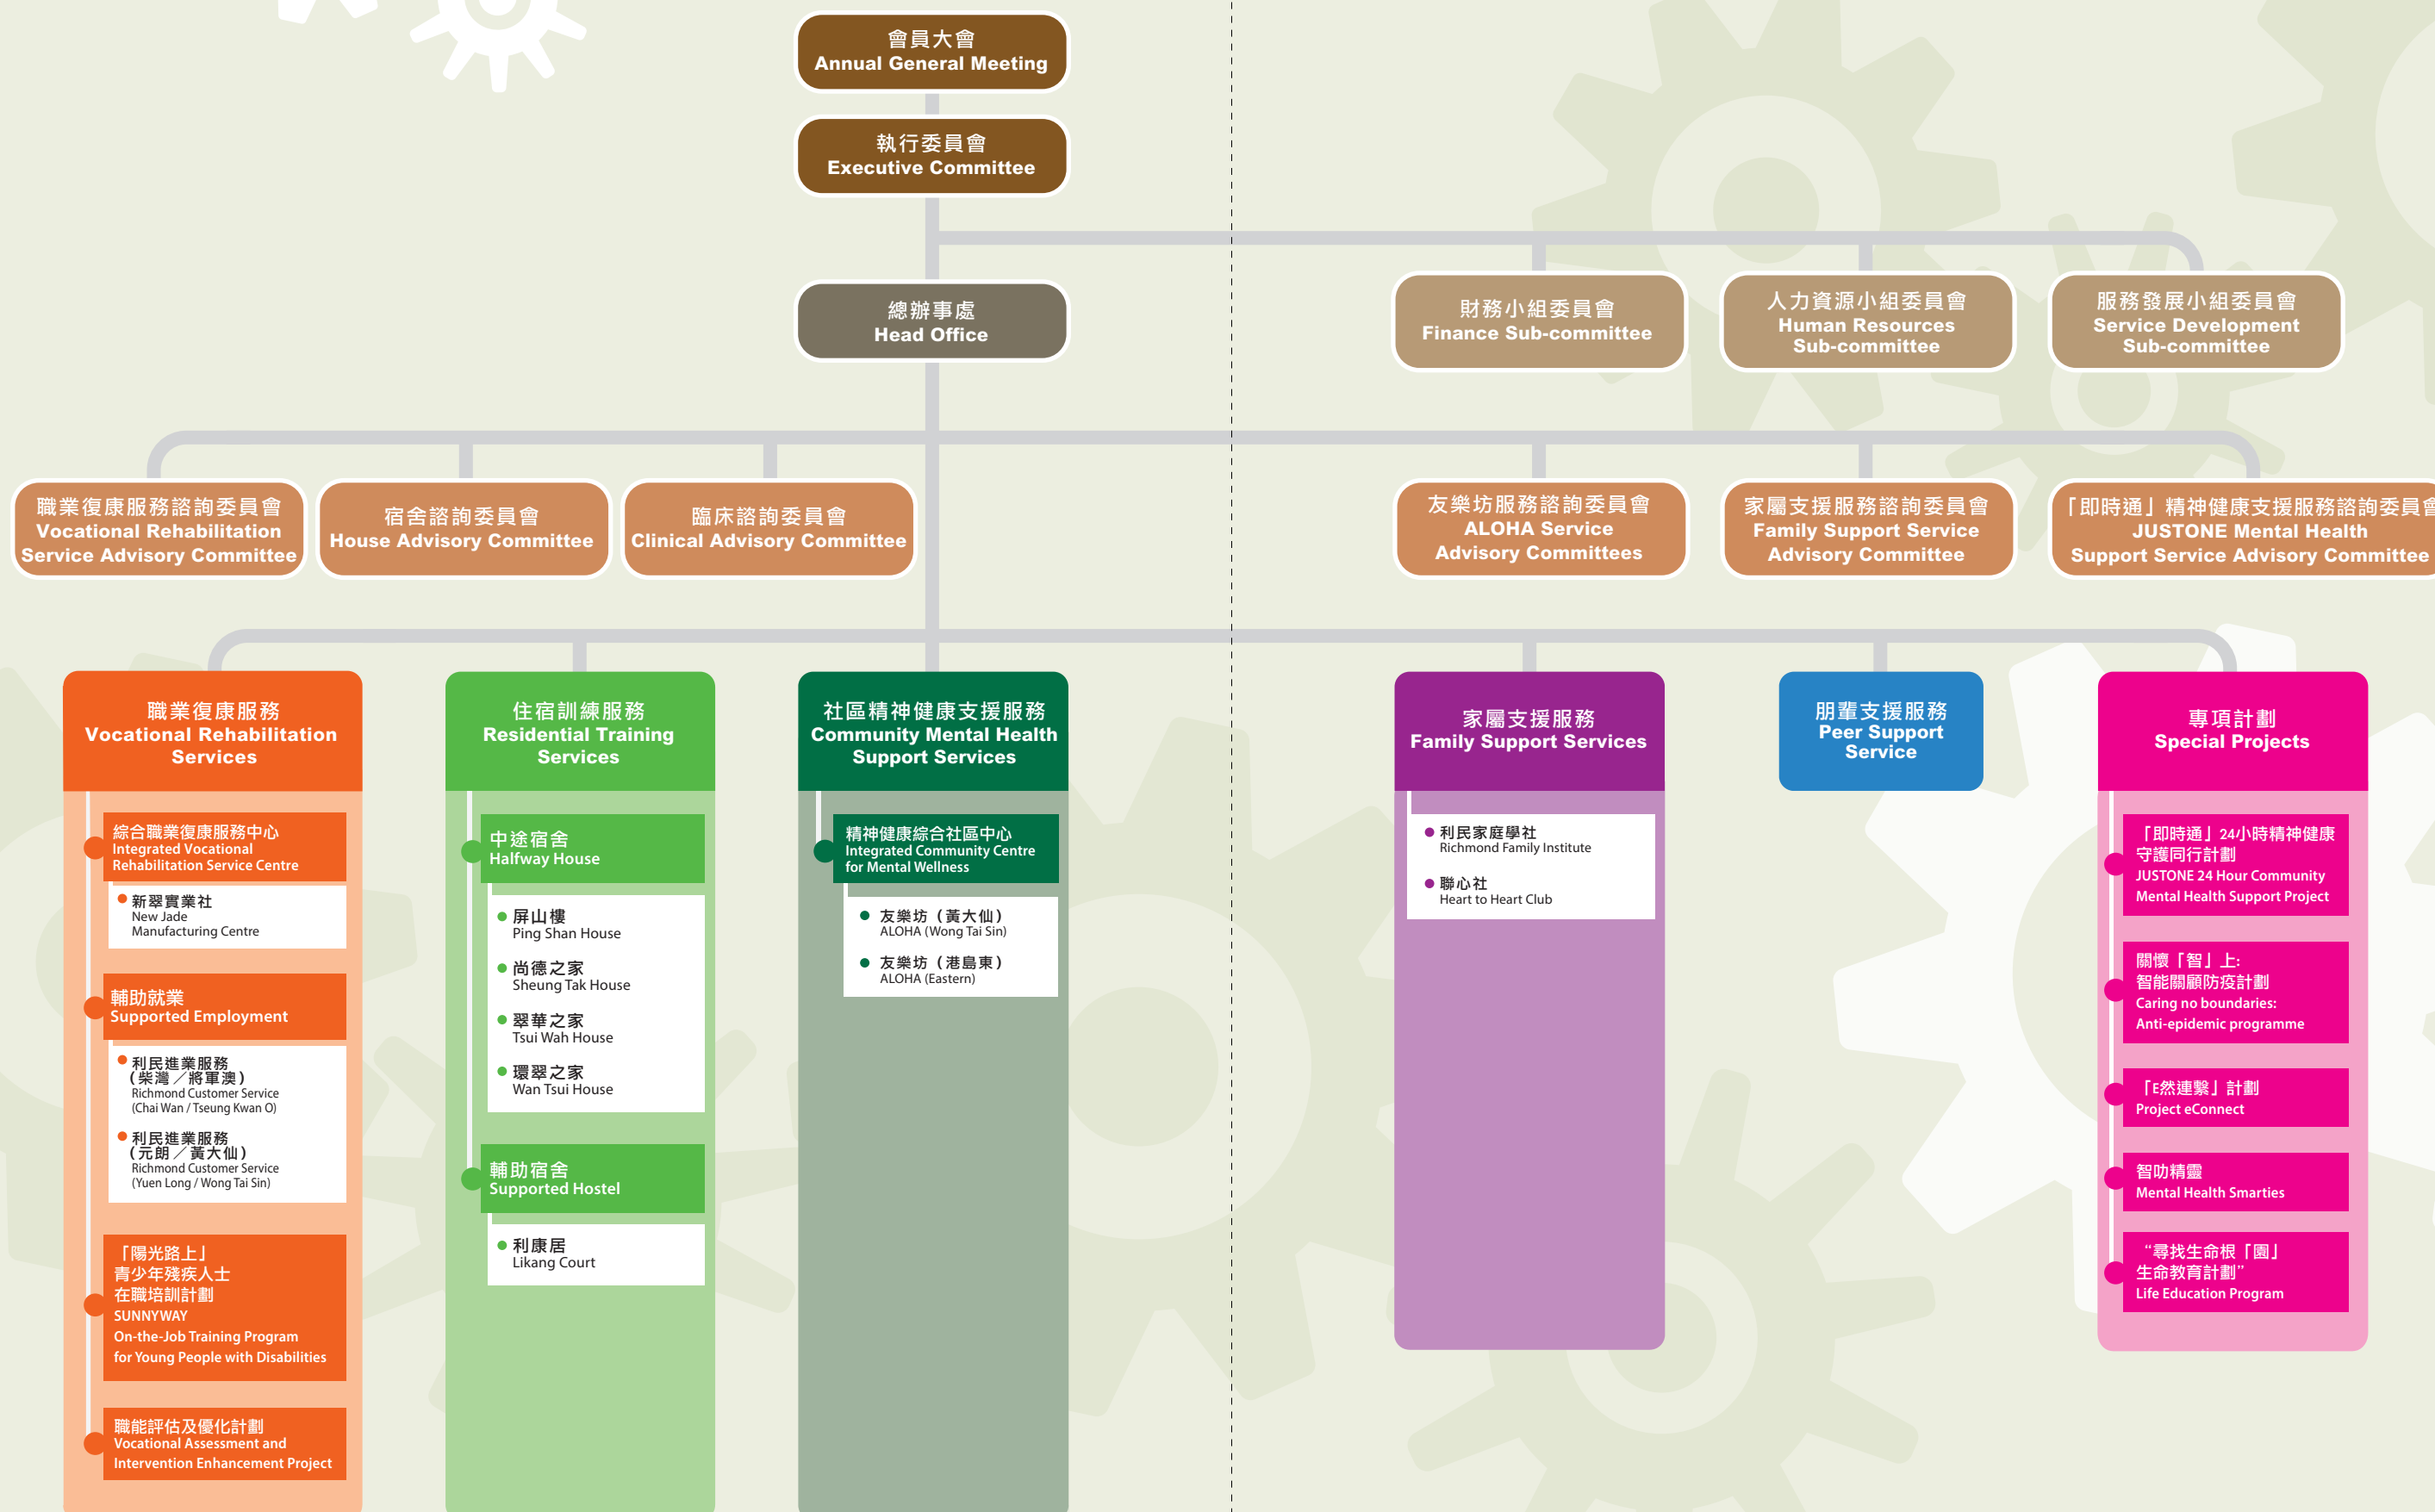 會員大會
Annual General Meeting
執行委員會
Executive Committee
總辦事處
Head Office
財務小組委員會
Finance Sub-committee
人力資源小組委員會
Human Resources
Sub-committee
服務發展小組委員會
Service Development
Sub-committee
職業復康服務諮詢委員會
Vocational Rehabilitation
Service Advisory Committee
宿舍諮詢委員會
House Advisory Committee
臨床諮詢委員會
Clinical Advisory Committee
友樂坊服務諮詢委員會
ALOHA Service
Advisory Committees
家屬支援服務諮詢委員會
Family Support Service
Advisory Committee
「即時通」精神健康支援服務諮詢委員會
JUSTONE Mental Health
Support Service Advisory Committee
職業復康服務
Vocational Rehabilitation
Services
綜合職業復康服務中心
Integrated Vocational
Rehabilitation Service Centre
新翠實業社
New Jade
Manufacturing Centre
輔助就業
Supported Employment
利民進業服務
(柴灣／將軍澳)
Richmond Customer Service
(Chai Wan / Tseung Kwan O)
利民進業服務
(元朗／黃大仙)
Richmond Customer Service
(Yuen Long / Wong Tai Sin)
「陽光路上」
青少年殘疾人士
在職培訓計劃
SUNNYWAY
On-the-Job Training Program
for Young People with Disabilities
職能評估及優化計劃
Vocational Assessment and
Intervention Enhancement Project
住宿訓練服務
Residential Training
Services
中途宿舍
Halfway House
屏山樓
Ping Shan House
尚德之家
Sheung Tak House
翠華之家
Tsui Wah House
環翠之家
Wan Tsui House
輔助宿舍
Supported Hostel
利康居
Likang Court
社區精神健康支援服務
Community Mental Health
Support Services
精神健康綜合社區中心
Integrated Community Centre
for Mental Wellness
友樂坊（黃大仙）
ALOHA (Wong Tai Sin)
友樂坊（港島東）
ALOHA (Eastern)
家屬支援服務
Family Support Services
利民家庭學社
Richmond Family Institute
聯心社
Heart to Heart Club
朋輩支援服務
Peer Support
Service
專項計劃
Special Projects
「即時通」24小時精神健康
守護同行計劃
JUSTONE 24 Hour Community
Mental Health Support Project
關懷「智」上:
智能關顧防疫計劃
Caring no boundaries:
Anti-epidemic programme
「E然連繫」計劃
Project eConnect
智叻精靈
Mental Health Smarties
“尋找生命根「園」
生命教育計劃”
Life Education Program